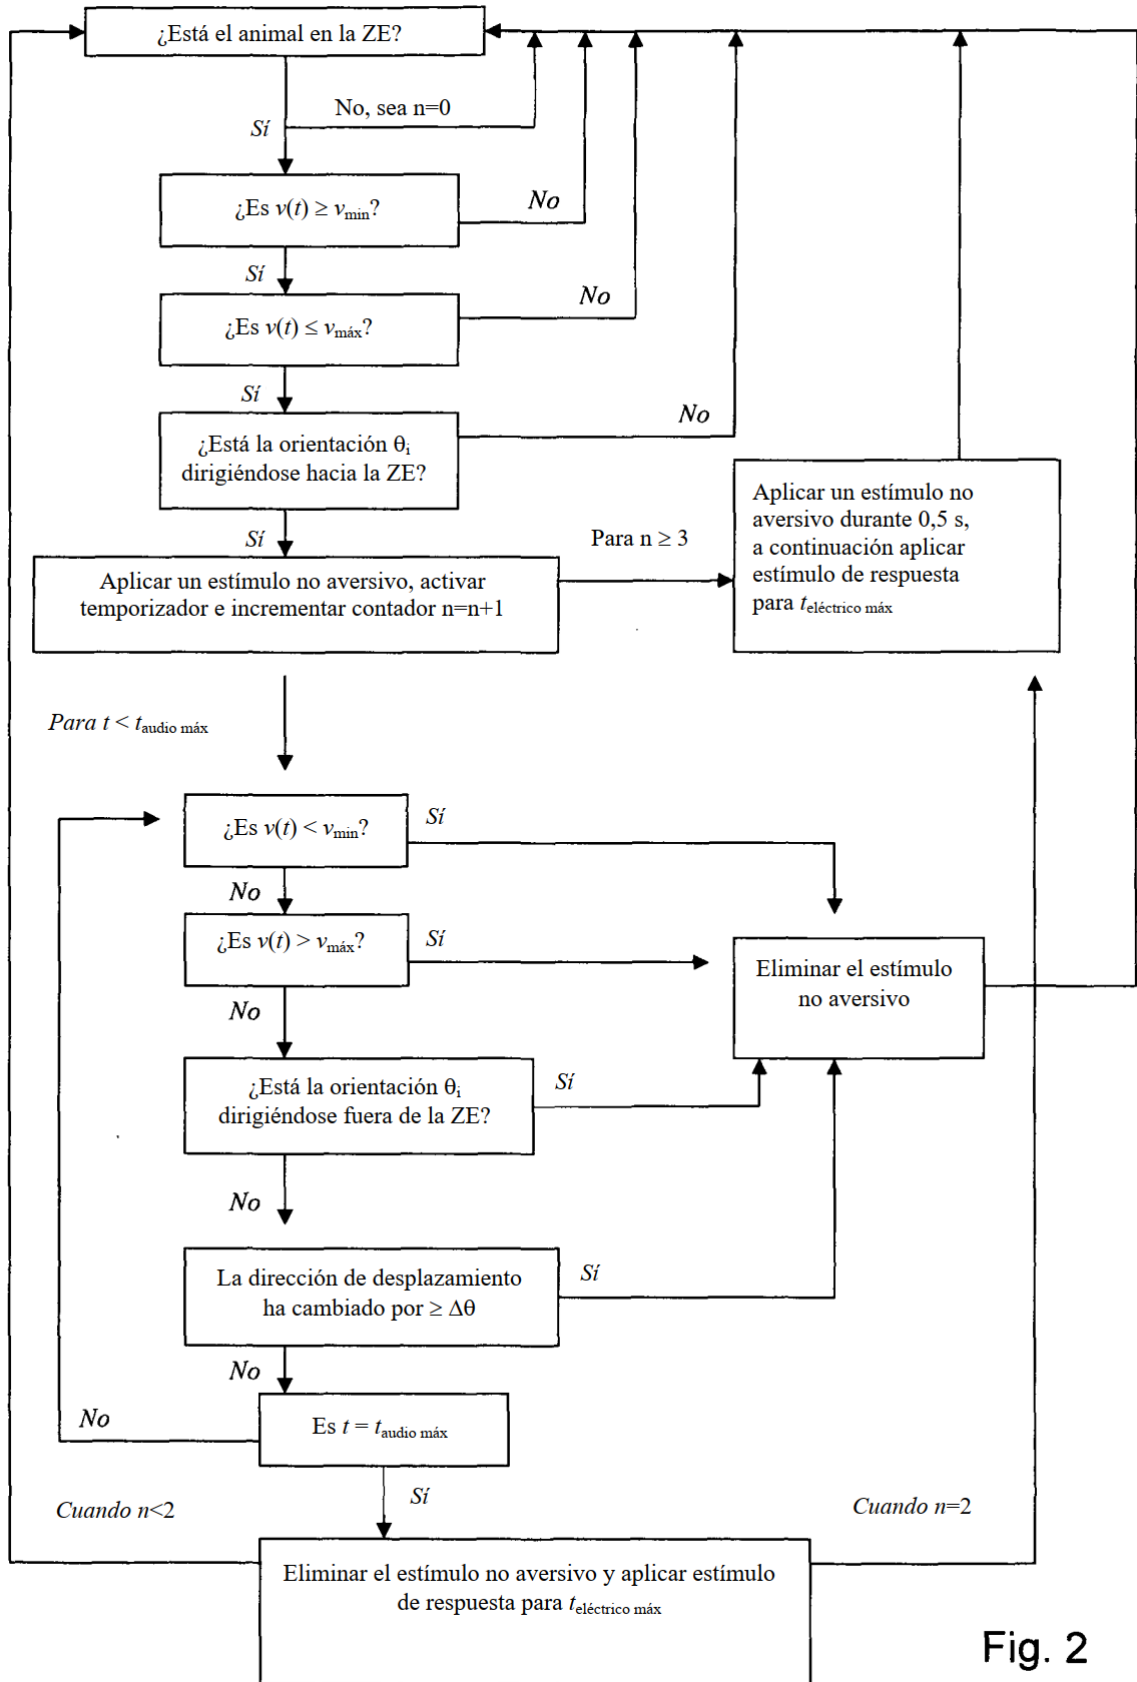 ¿Está el animal en la ZE?
No, sea n=0
Sí
¿Es v(t) ≥ vmin?
No
Sí
¿Es v(t) ≤ vmáx?
No
Sí
¿Está la orientación θi
dirigiéndose hacia la ZE?
No
Sí
Aplicar un estímulo no aversivo, activar
temporizador e incrementar contador n=n+1
Para n ≥ 3
Aplicar un estímulo no
aversivo durante 0,5 s,
a continuación aplicar
estímulo de respuesta
para teléctrico máx
Para t < taudio máx
¿Es v(t) < vmin?
Sí
No
¿Es v(t) > vmáx?
Sí
Eliminar el estímulo
no aversivo
No
¿Está la orientación θi
dirigiéndose fuera de la ZE?
Sí
No
La dirección de desplazamiento
ha cambiado por ≥ Δθ
Sí
No
Es t = taudio máx
No
Sí
Cuando n<2
Cuando n=2
Eliminar el estímulo no aversivo y aplicar estímulo
de respuesta para teléctrico máx
Fig. 2